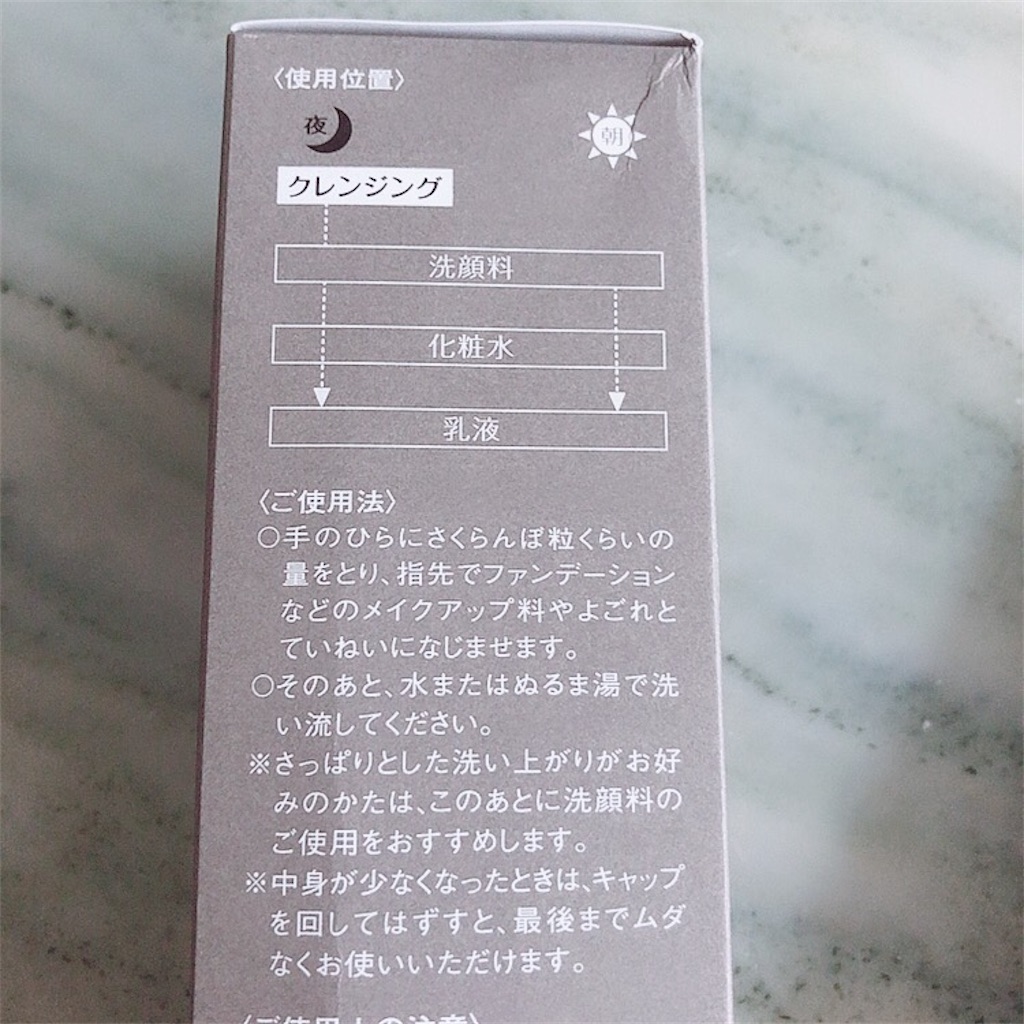 〈使用位置〉
夜
朝
クレンジング
洗顔料
化粧水
乳液
〈ご使用法〉
○手のひらにさくらんぼ粒くらいの
量をとり、指先でファンデーション
などのメイクアップ料やよごれと
ていねいになじませます。
○そのあと、水またはぬるま湯で洗
い流してください。
※さっぱりとした洗い上がりがお好
みのかたは、このあとに洗顔料の
ご使用をおすすめします。
※中身が少なくなったときは、キャップ
を回してはずすと、最後までムダ
なくお使いいただけます。
〈ご使用上の注意〉